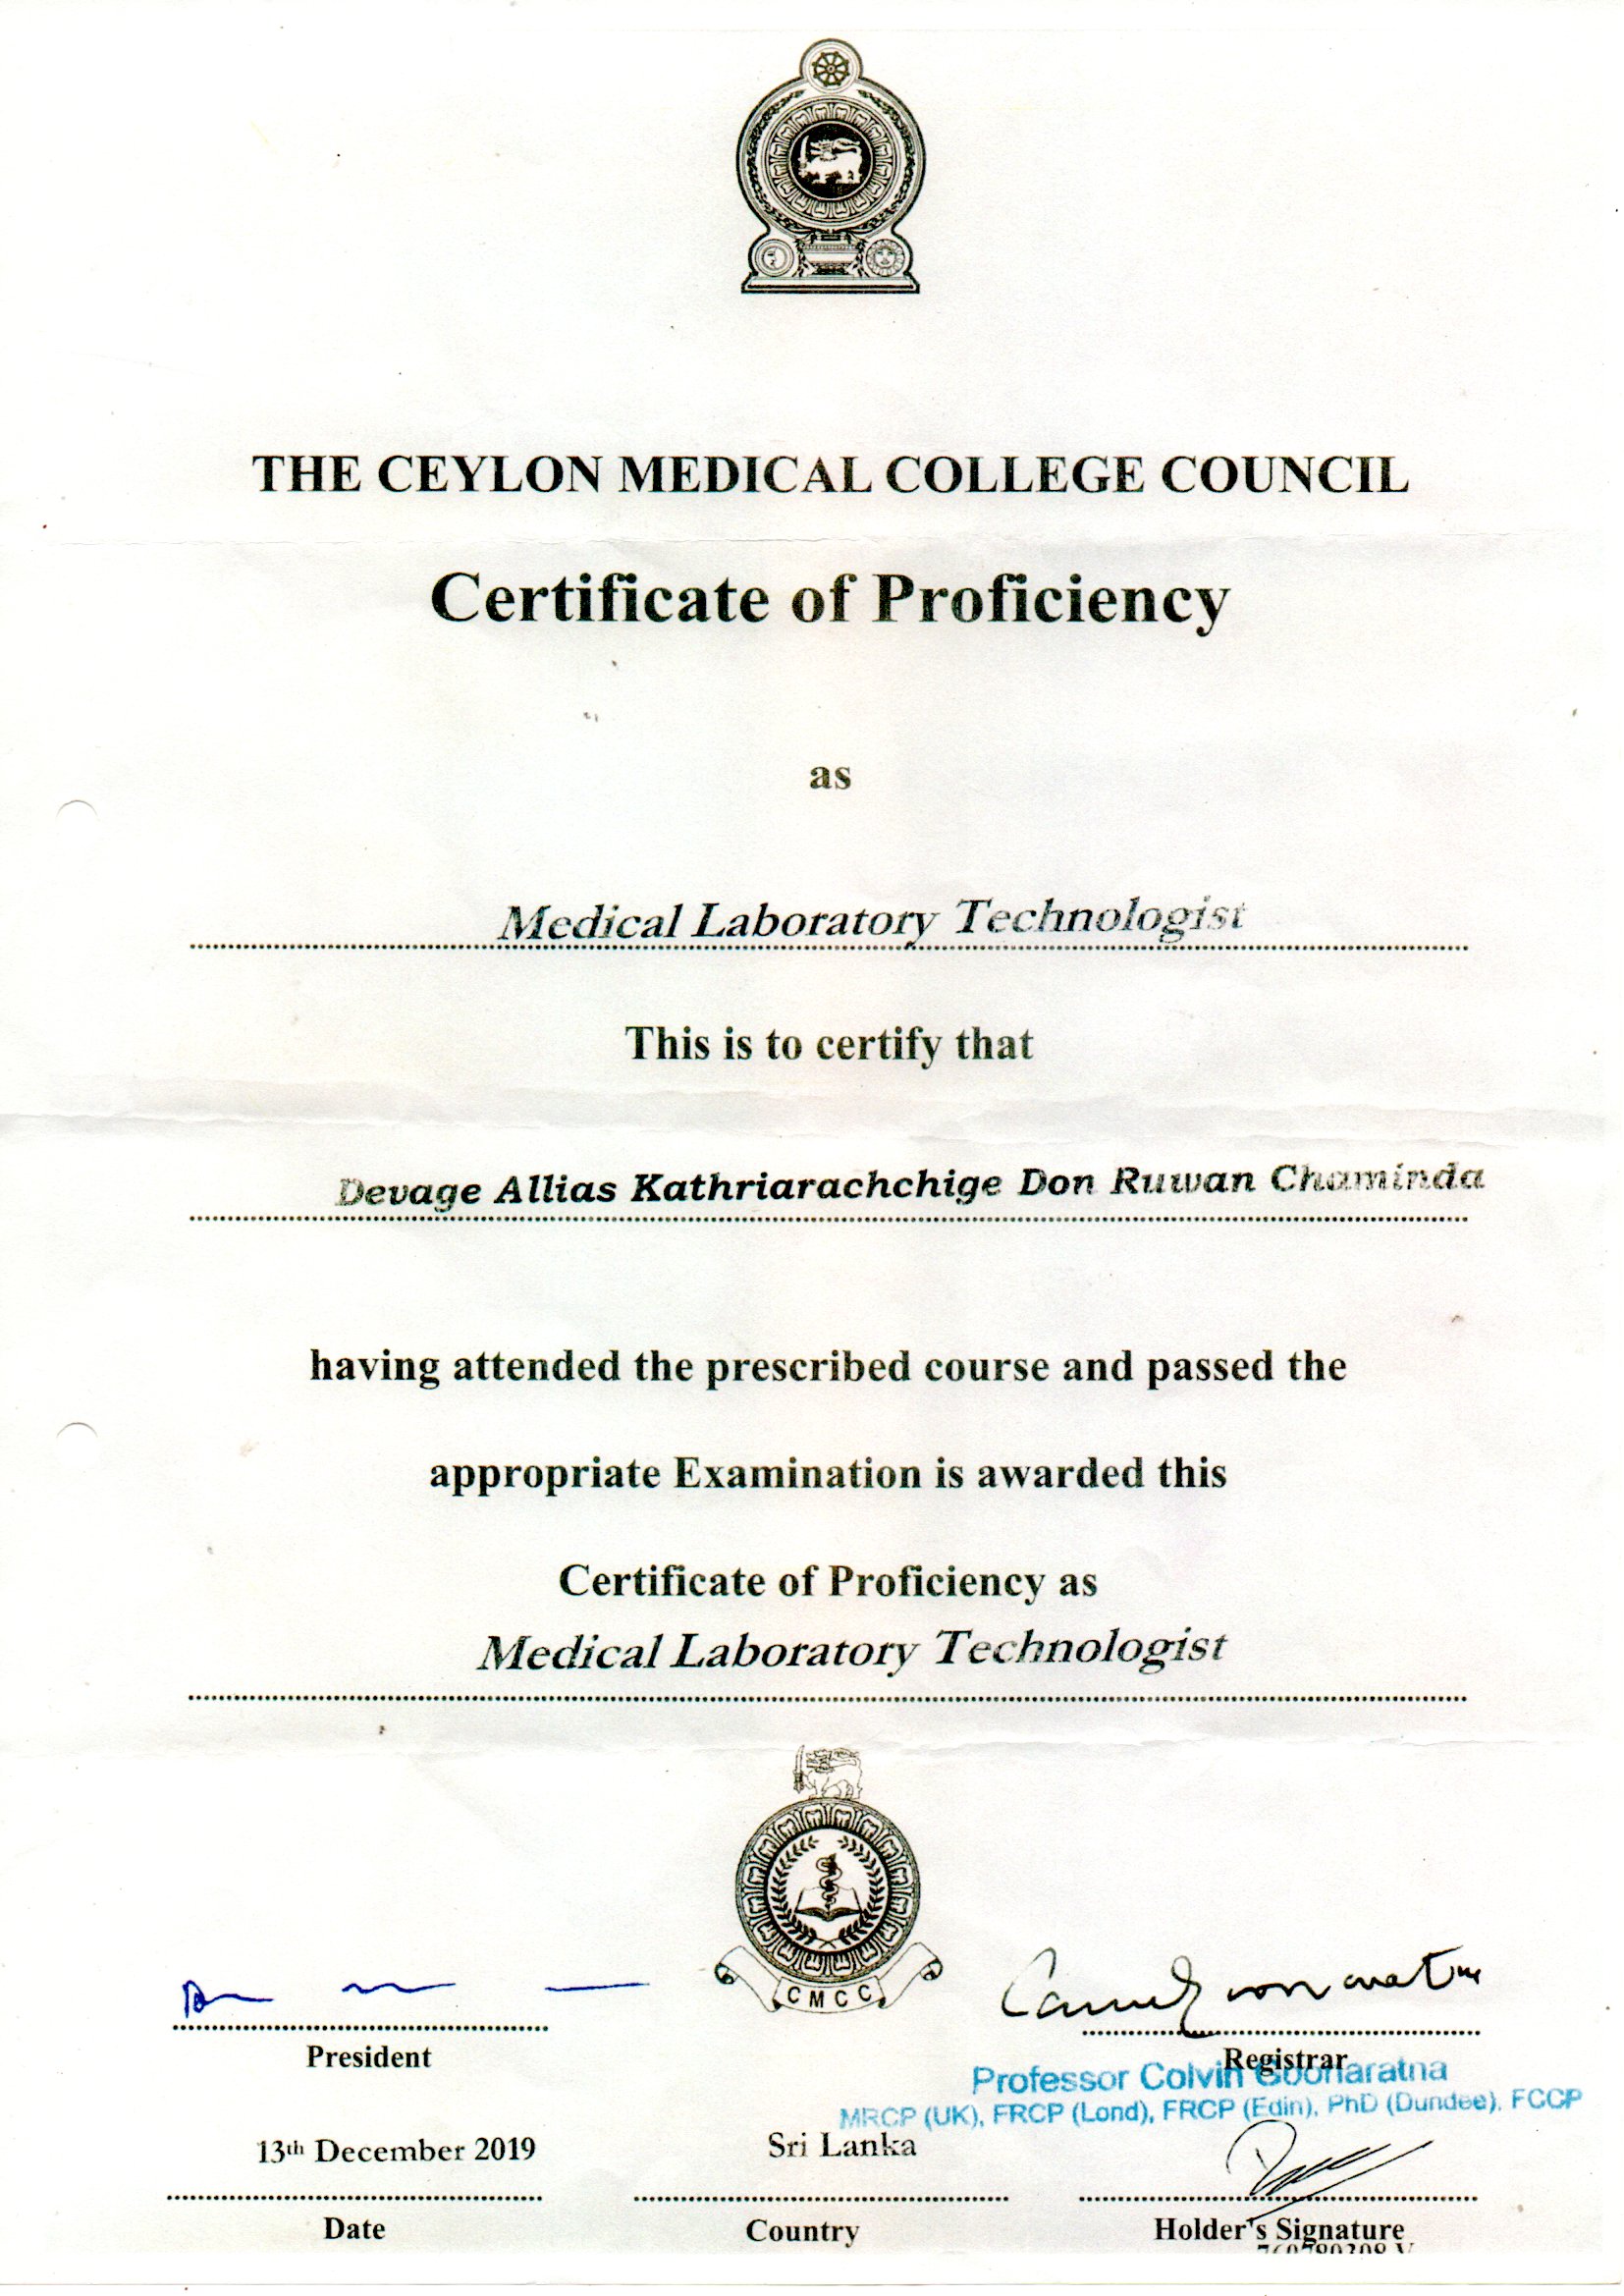 THE CEYLON MEDICAL COLLEGE COUNCIL
Certificate of Proficiency
as
Medical Laboratory Technologist
This is to certify that
Devage Allias Kathriarachchige Don Ruwan Chaminda
having attended the prescribed course and passed the
appropriate Examination is awarded this
Certificate of Proficiency as
Medical Laboratory Technologist
CMCC
President
Registrar
Professor Colvin Goonaratna
MRCP (UK), FRCP (Lond), FRCP (Edin), PhD (Dundee), FCCP
13th December 2019
Sri Lanka
Date
Country
Holder's Signature